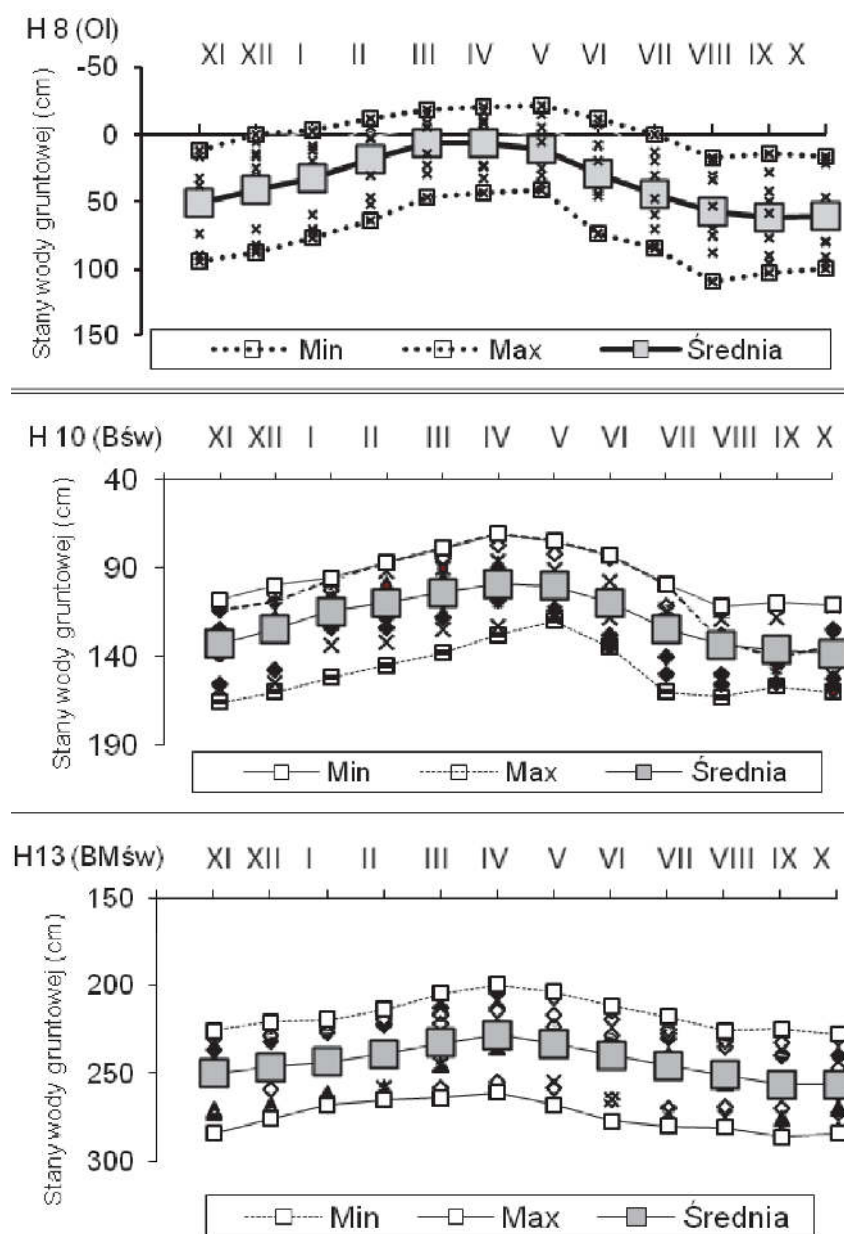 H 8 (Ol)
XI XII I II III IV V VI VII VIII IX X
Stany wody gruntowej (cm)
-50
0
50
100
150
Min Max Średnia
H 10 (Bśw)
XI XII I II III IV V VI VII VIII IX X
Stany wody gruntowej (cm)
40
90
140
190
Min Max Średnia
H13 (BMśw)
XI XII I II III IV V VI VII VIII IX X
Stany wody gruntowej (cm)
150
200
250
300
Min Max Średnia